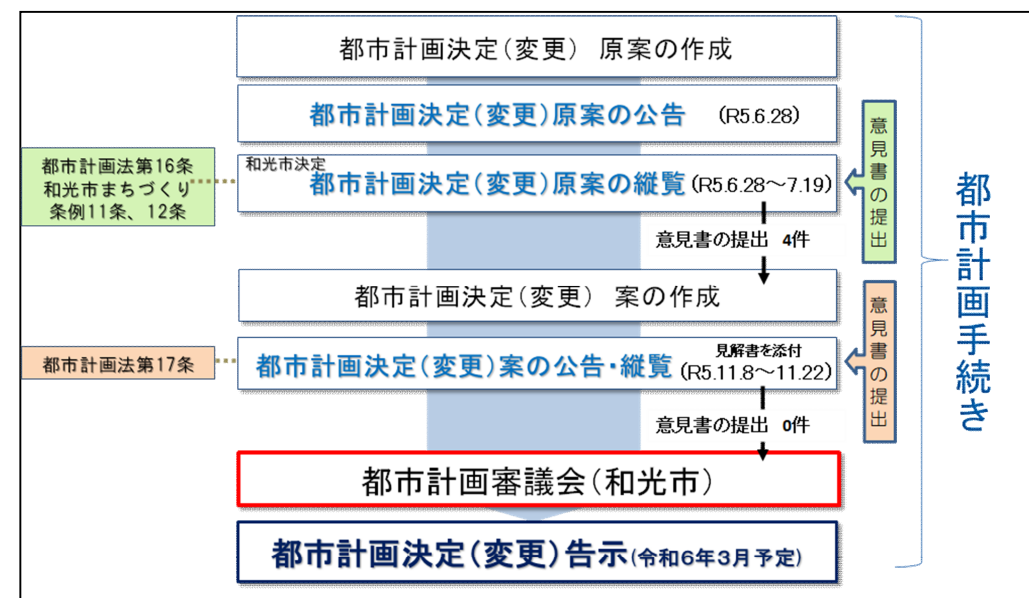 都市計画決定(変更) 原案の作成
都市計画決定(変更)原案の公告 (R5.6.28)
都市計画法第16条
和光市まちづくり
条例11条、12条
和光市決定
都市計画決定(変更)原案の縦覧 (R5.6.28～7.19)
意見書の提出
意見書の提出 4件
都市計画決定(変更) 案の作成
都市計画法第17条
見解書を添付
都市計画決定(変更)案の公告・縦覧 (R5.11.8～11.22)
意見書の提出
意見書の提出 0件
都市計画審議会(和光市)
都市計画決定(変更)告示(令和6年3月予定)
都市計画手続き